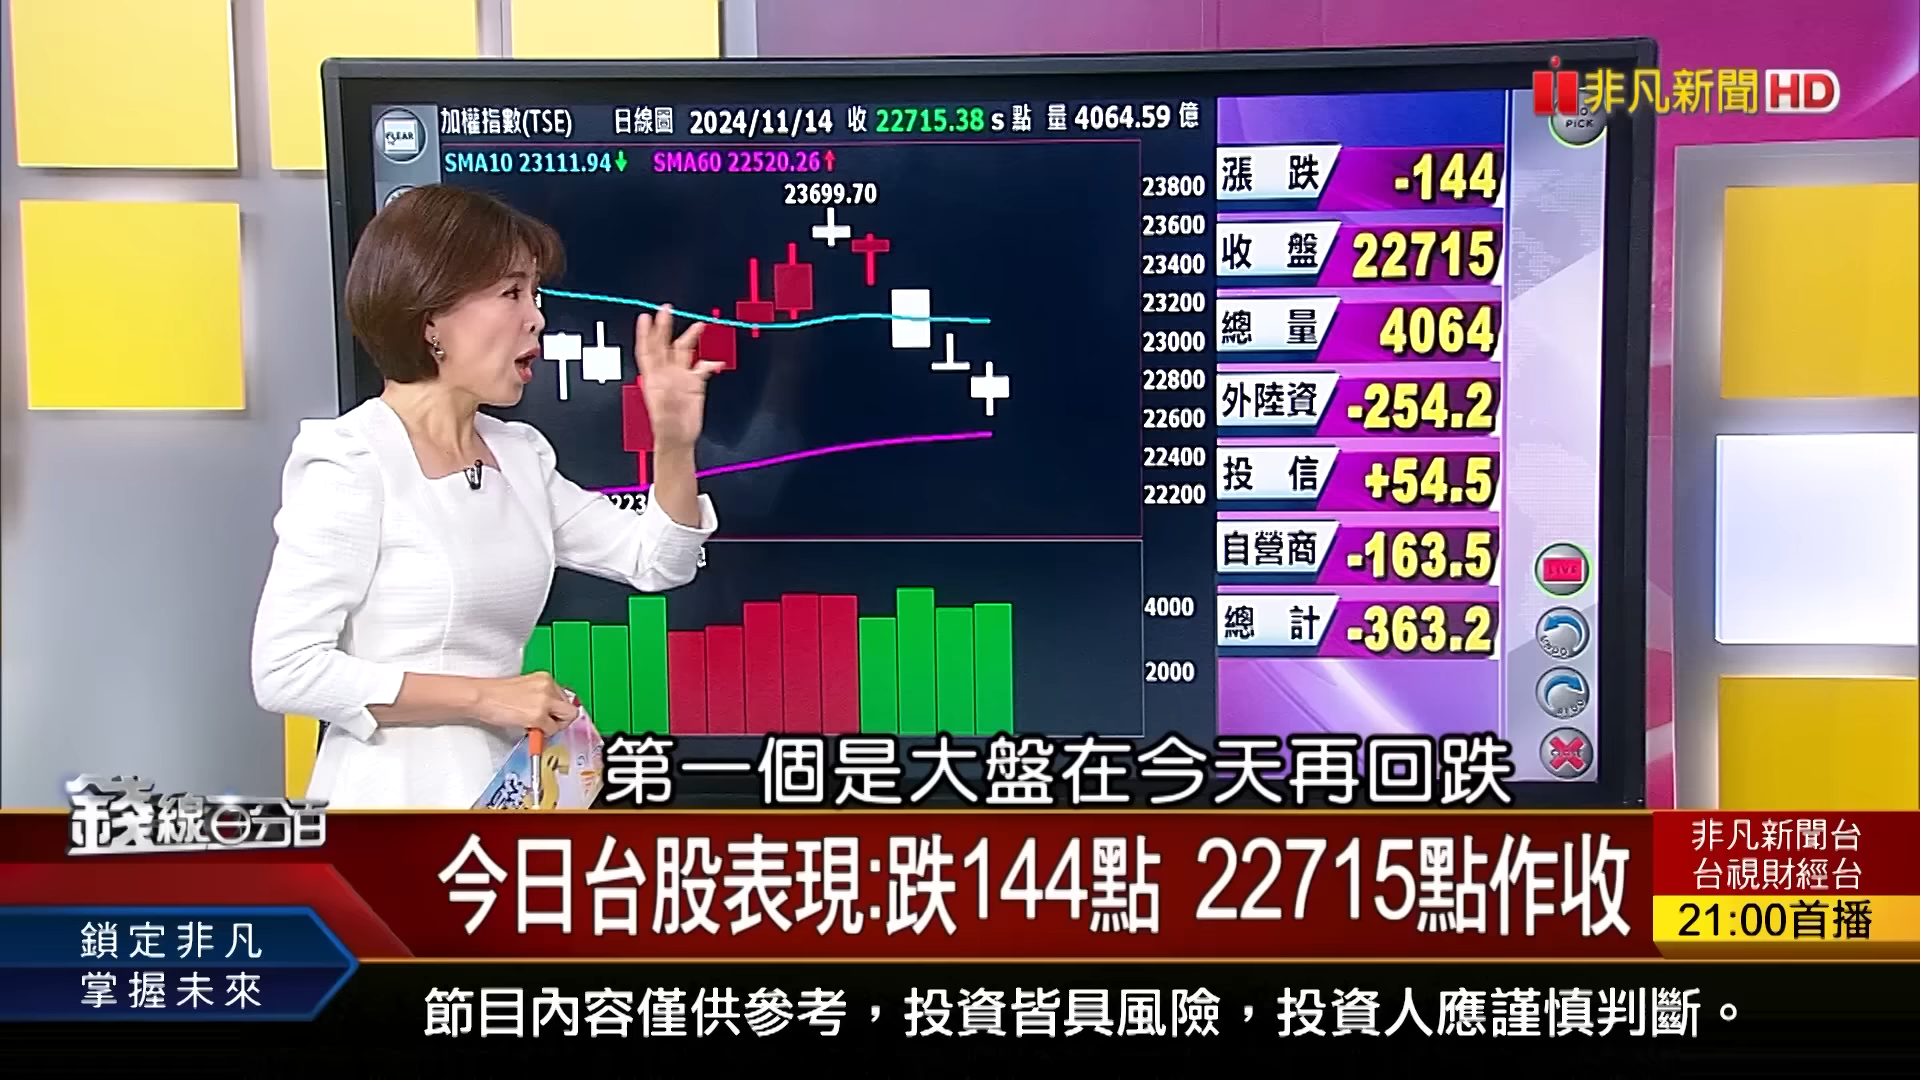 非凡新聞HD
CLEAR
PICK
加權指數(TSE) 日線圖 2024/11/14 收 22715.38 s 點 量 4064.59 億
SMA10 23111.94↓ SMA60 22520.26↑
23699.70
23800
23600
23400
23200
23000
22800
22600
22400
22200
4000
2000
漲跌 -144
收盤 22715
總量 4064
外陸資 -254.2
投信 +54.5
自營商 -163.5
總計 -363.2
LIVE
第一個是大盤在今天再回跌
錢線百分百
今日台股表現:跌144點 22715點作收
非凡新聞台
台視財經台
21:00首播
鎖定非凡
掌握未來
節目內容僅供參考，投資皆具風險，投資人應謹慎判斷。